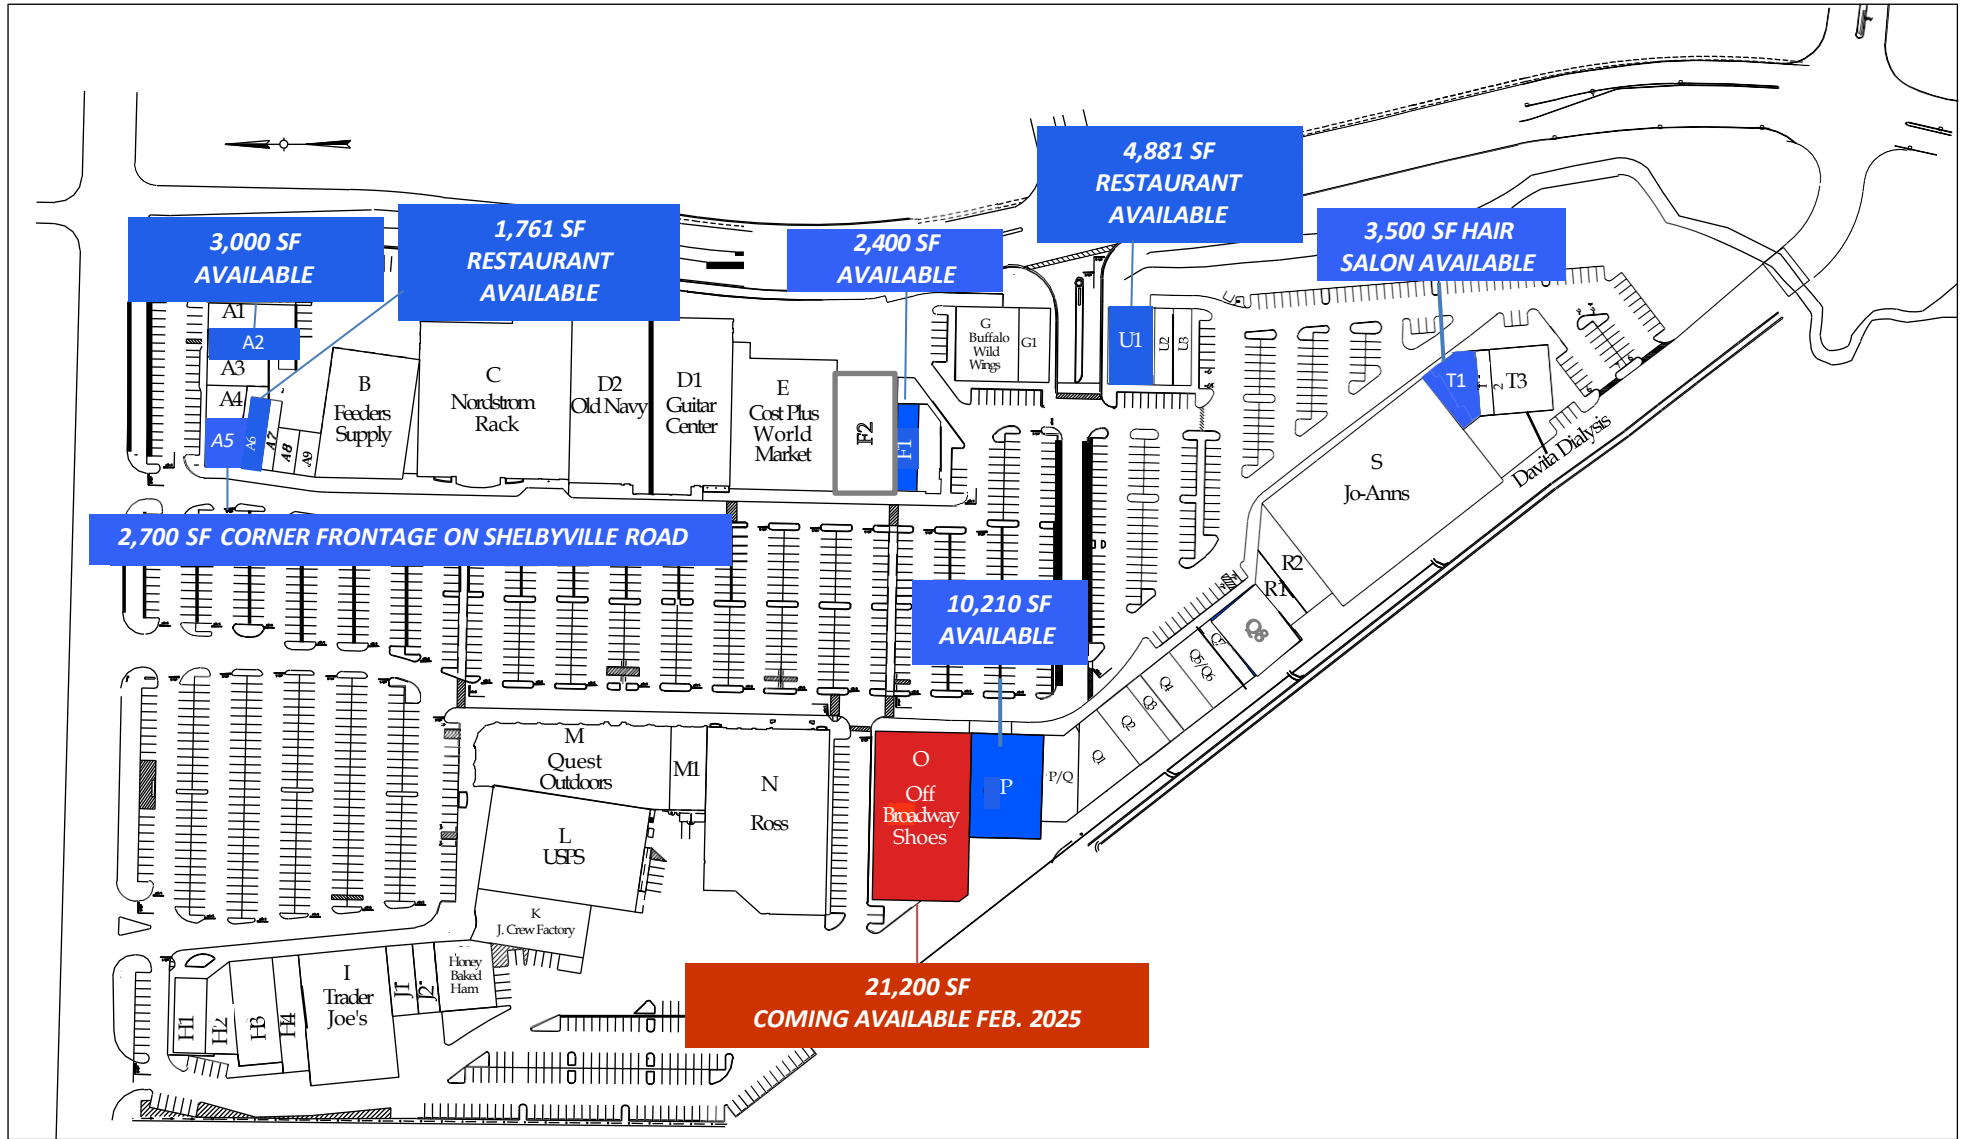 4,881 SF
RESTAURANT
AVAILABLE
3,000 SF
AVAILABLE
1,761 SF
RESTAURANT
AVAILABLE
2,400 SF
AVAILABLE
3,500 SF HAIR
SALON AVAILABLE
A1
A2
A3
A4
A5
A6
A7
A8
A9
B
Feeders
Supply
C
Nordstrom
Rack
D2
Old Navy
D1
Guitar
Center
E
Cost Plus
World
Market
F2
F1
G
Buffalo
Wild
Wings
G1
U1
U2
U3
T1
T2
T3
Davita Dialysis
S
Jo-Anns
2,700 SF CORNER FRONTAGE ON SHELBYVILLE ROAD
R2
R1
10,210 SF
AVAILABLE
Q8
Q7
Q5/Q6
Q4
Q3
Q2
Q1
P/Q
P
O
Off
Broadway
Shoes
N
Ross
M
Quest
Outdoors
M1
L
USPS
K
J. Crew Factory
Honey
Baked
Ham
J2
J1
I
Trader
Joe's
H4
H3
H2
H1
21,200 SF
COMING AVAILABLE FEB. 2025